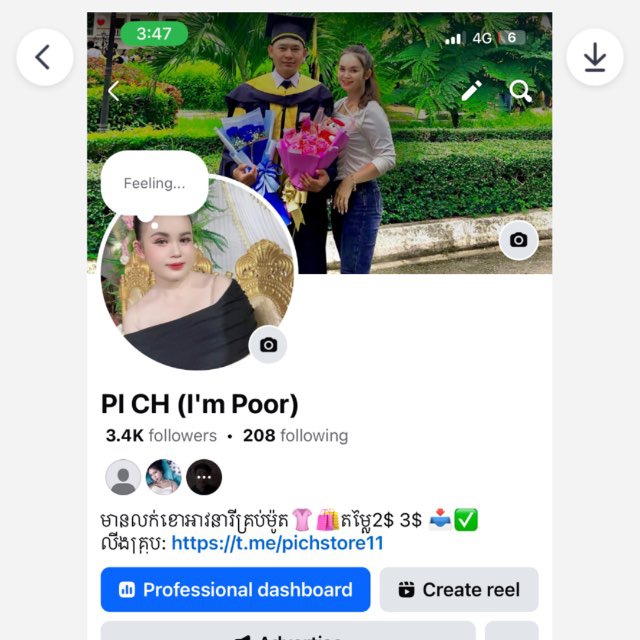 3:47
4G 6
Feeling...
PI CH (I'm Poor)
3.4K followers • 208 following
មានលក់ខោអាវនារីគ្រប់ម៉ូត👚🛍️តម្លៃ2$ 3$ 📥✅
លីងគ្រុប: https://t.me/pichstore11
Professional dashboard
Create reel
Advertise